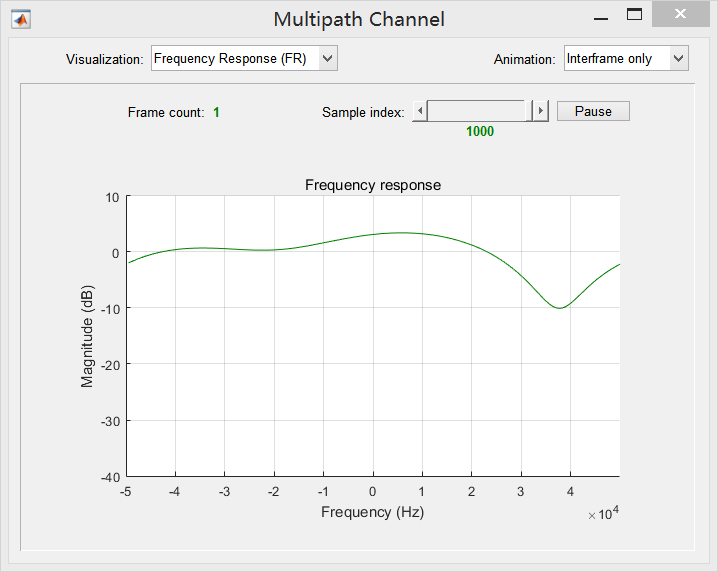 Multipath Channel
Visualization: Frequency Response (FR) Animation: Interframe only
Frame count: 1 Sample index: Pause
1000
Frequency response
10
0
-10
-20
-30
-40
Magnitude (dB)
-5 -4 -3 -2 -1 0 1 2 3 4
Frequency (Hz)
×10⁴